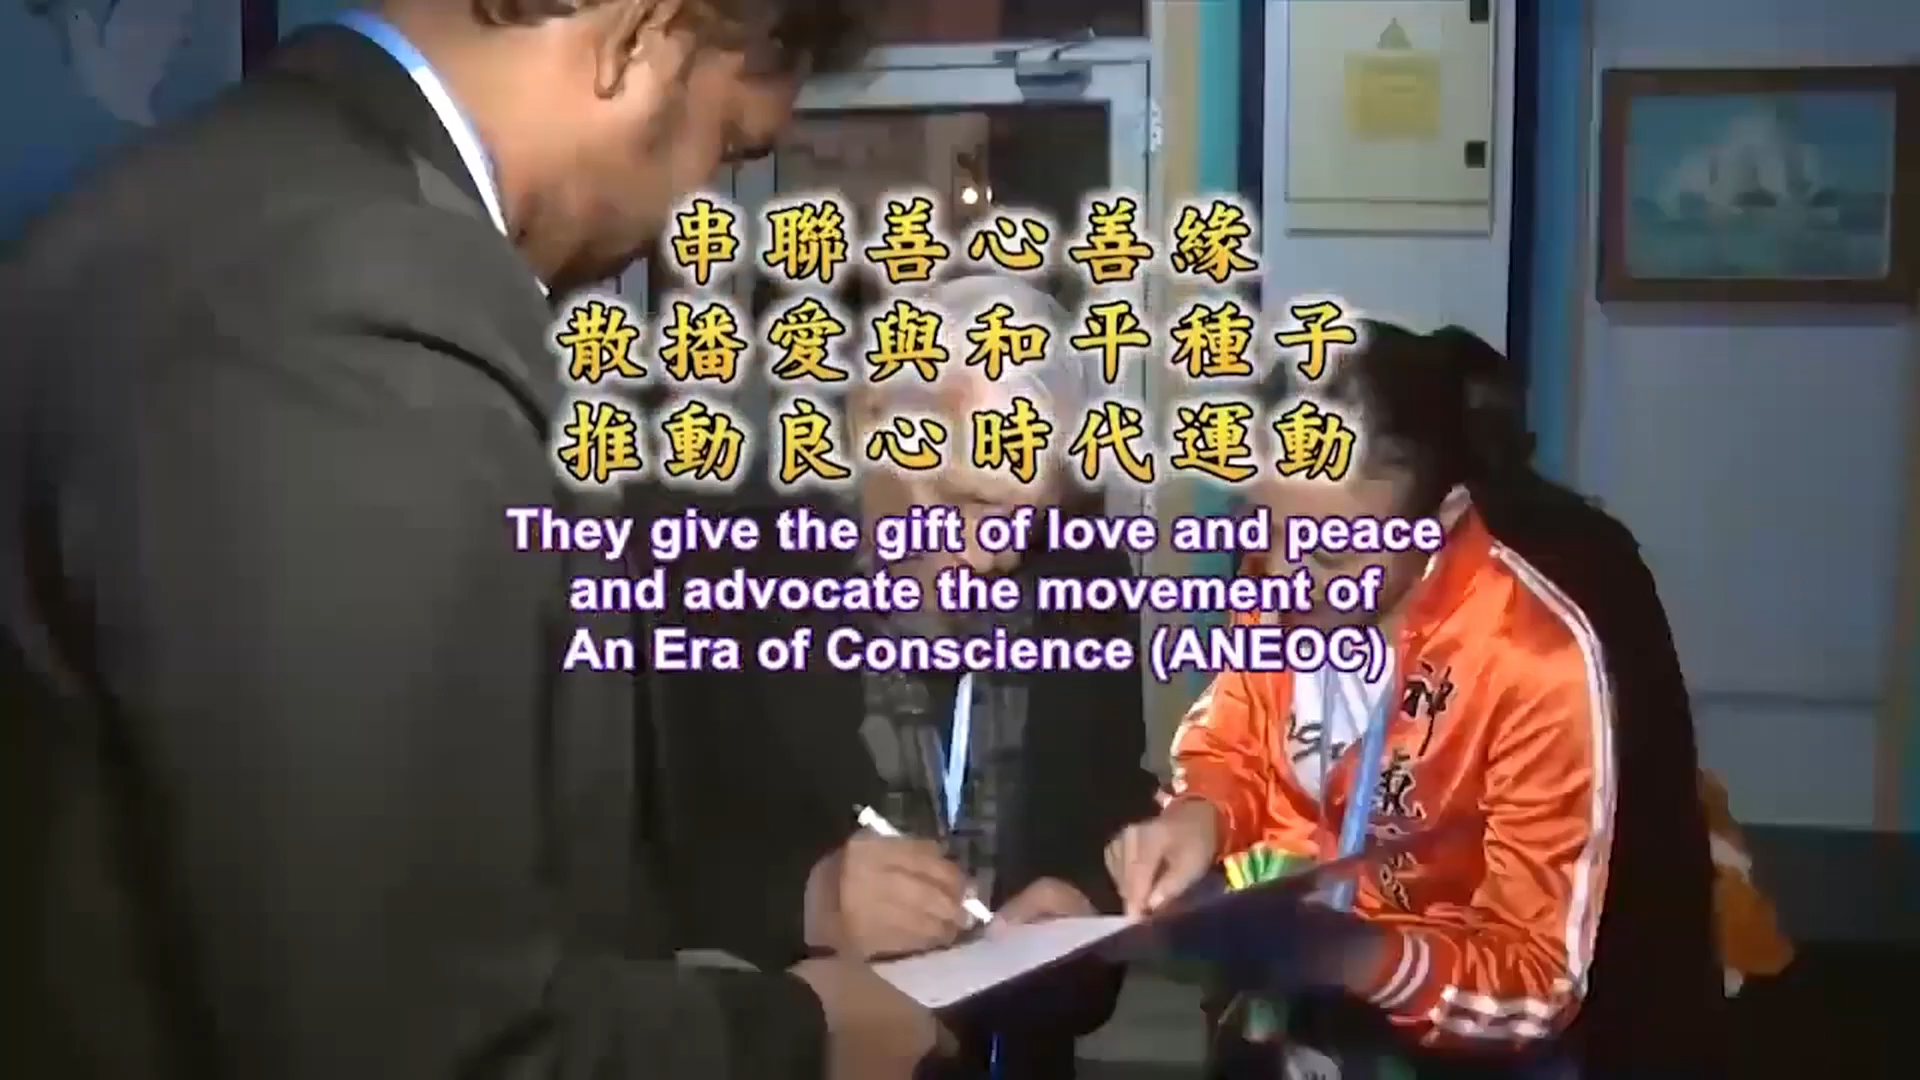 串聯善心善緣
散播愛與和平種子
推動良心時代運動
They give the gift of love and peace
and advocate the movement of
An Era of Conscience (ANEOC)
神